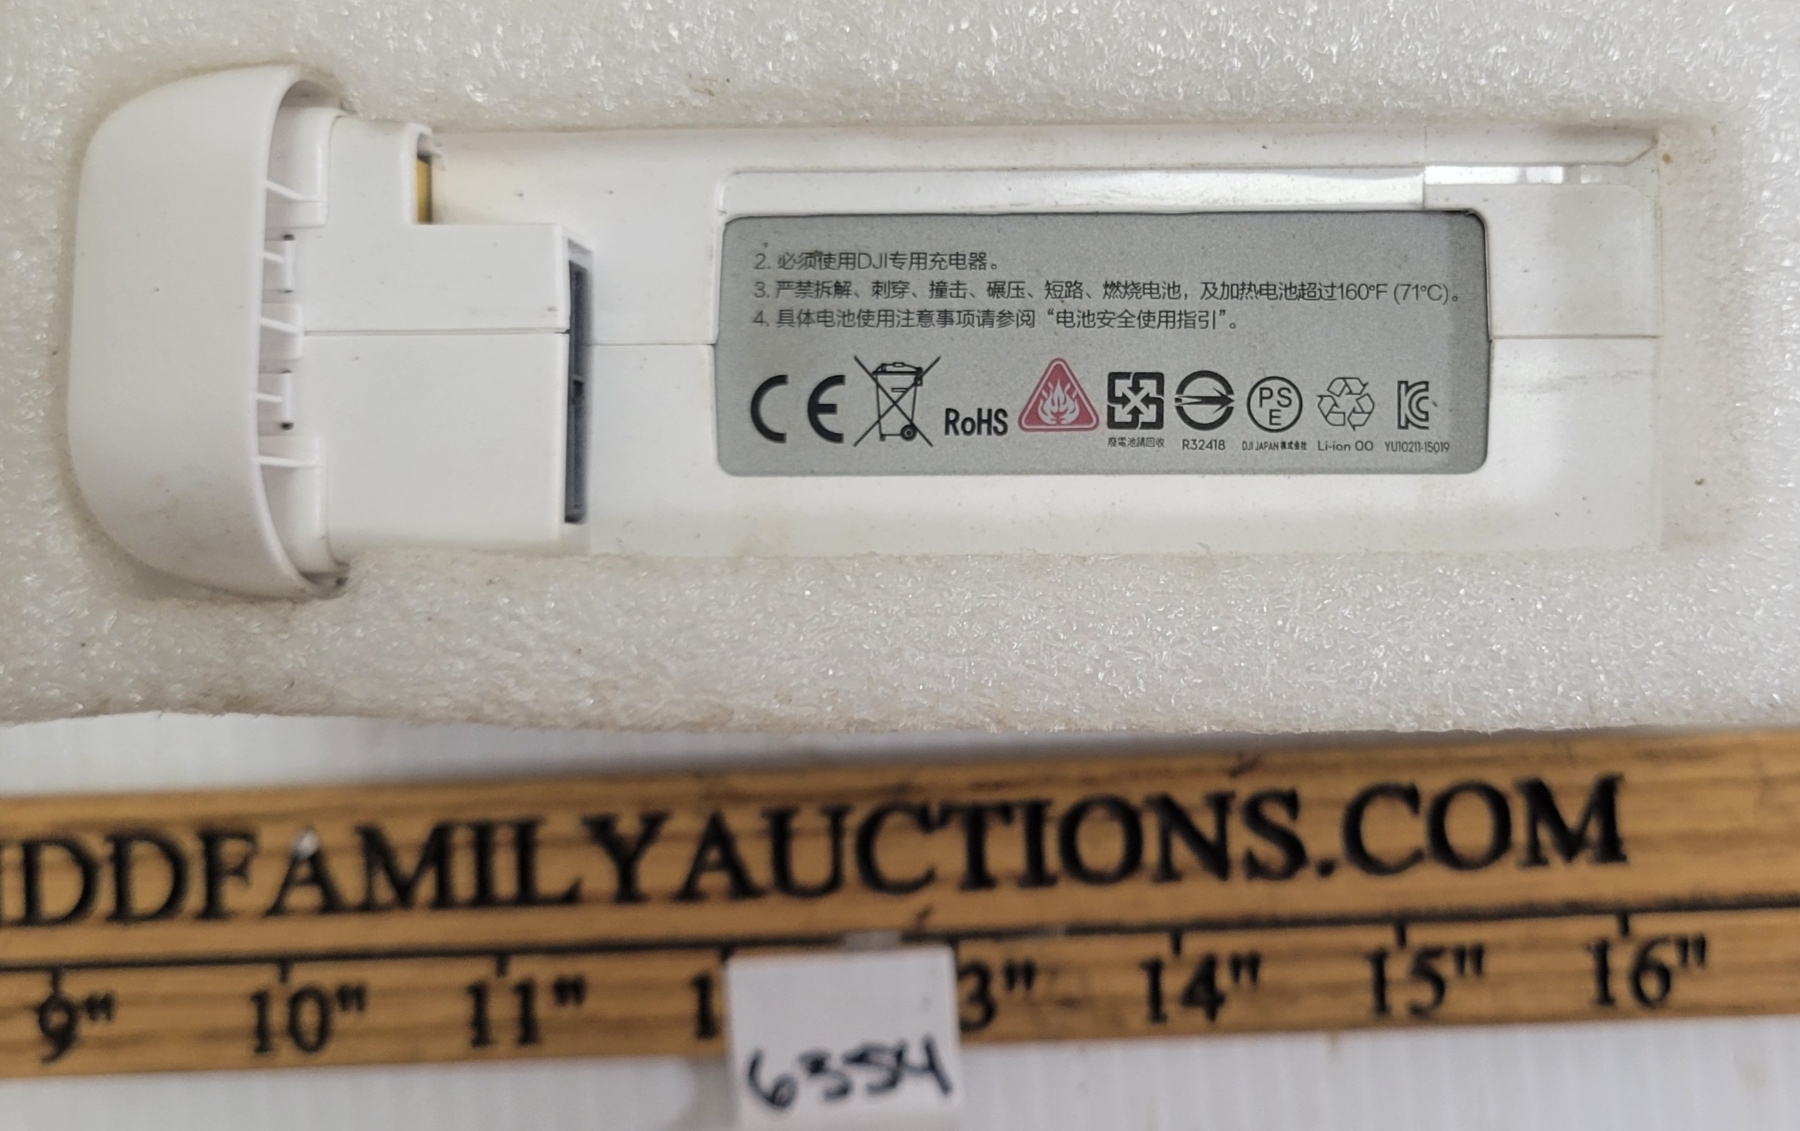 2. 必须使用DJI专用充电器。
3. 严禁拆解、刺穿、撞击、碾压、短路、燃烧电池，及加热电池超过160°F (71°C)。
4. 具体电池使用注意事项请参阅“电池安全使用指引”。
CE RoHS PSE
廢電池請回收 R32418 DJI JAPAN 株式会社 Li-ion 00 YU10211-15019
DDFAMILYAUCTIONS.COM
9" 10" 11" 1 3" 14" 15" 16"
6354